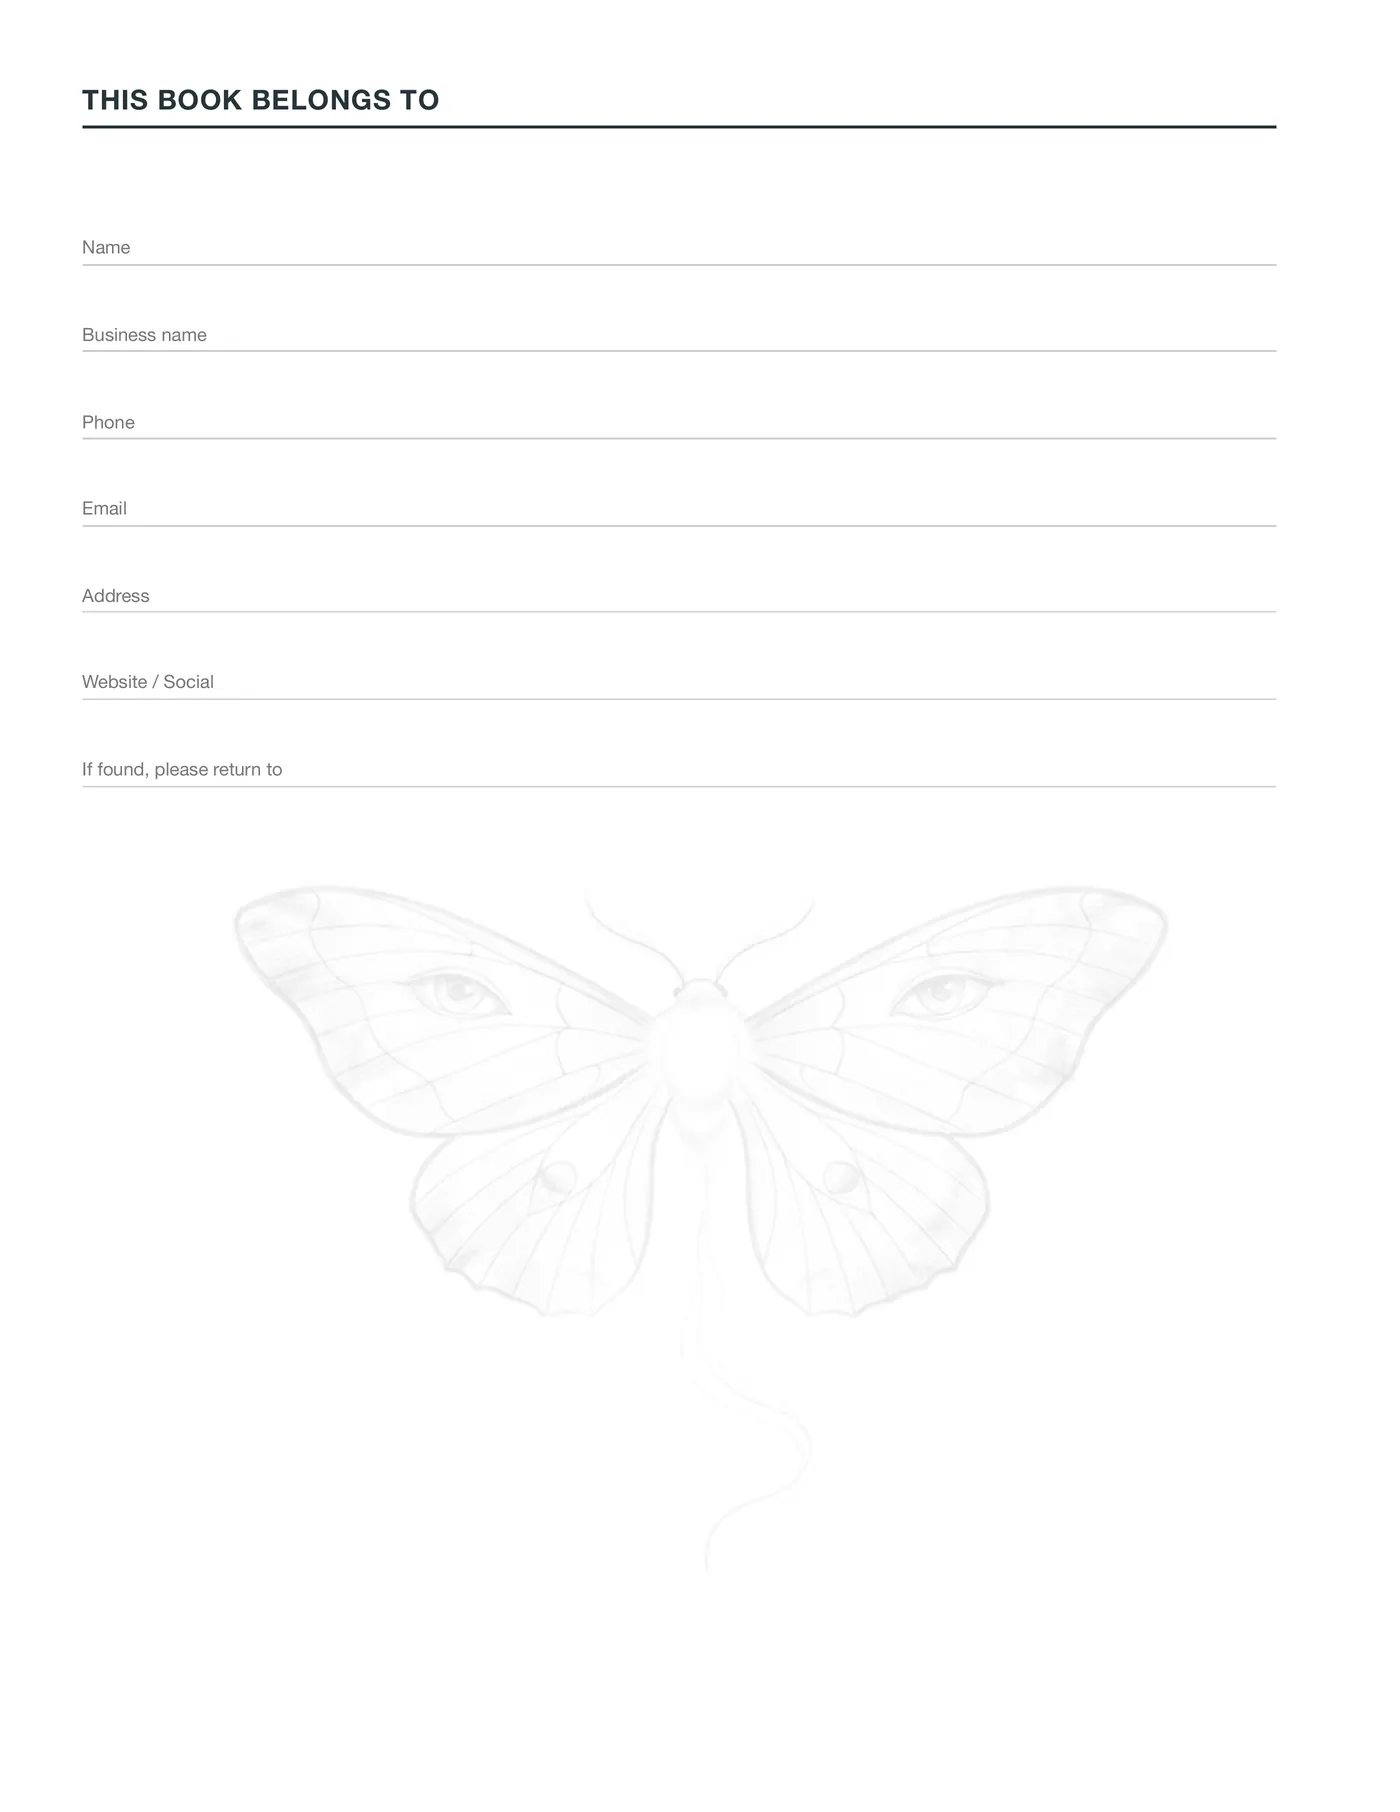 THIS BOOK BELONGS TO
Name
Business name
Phone
Email
Address
Website / Social
If found, please return to